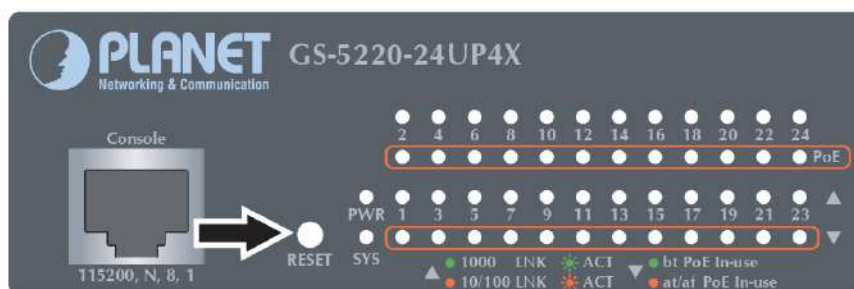 PLANET
Networking & Communication
GS-5220-24UP4X
Console
2 4 6 8 10 12 14 16 18 20 22 24
PoE
PWR 1 3 5 7 9 11 13 15 17 19 21 23
RESET SYS
115200, N, 8, 1
1000 LNK ACT bt PoE In-use
10/100 LNK ACT at/af PoE In-use